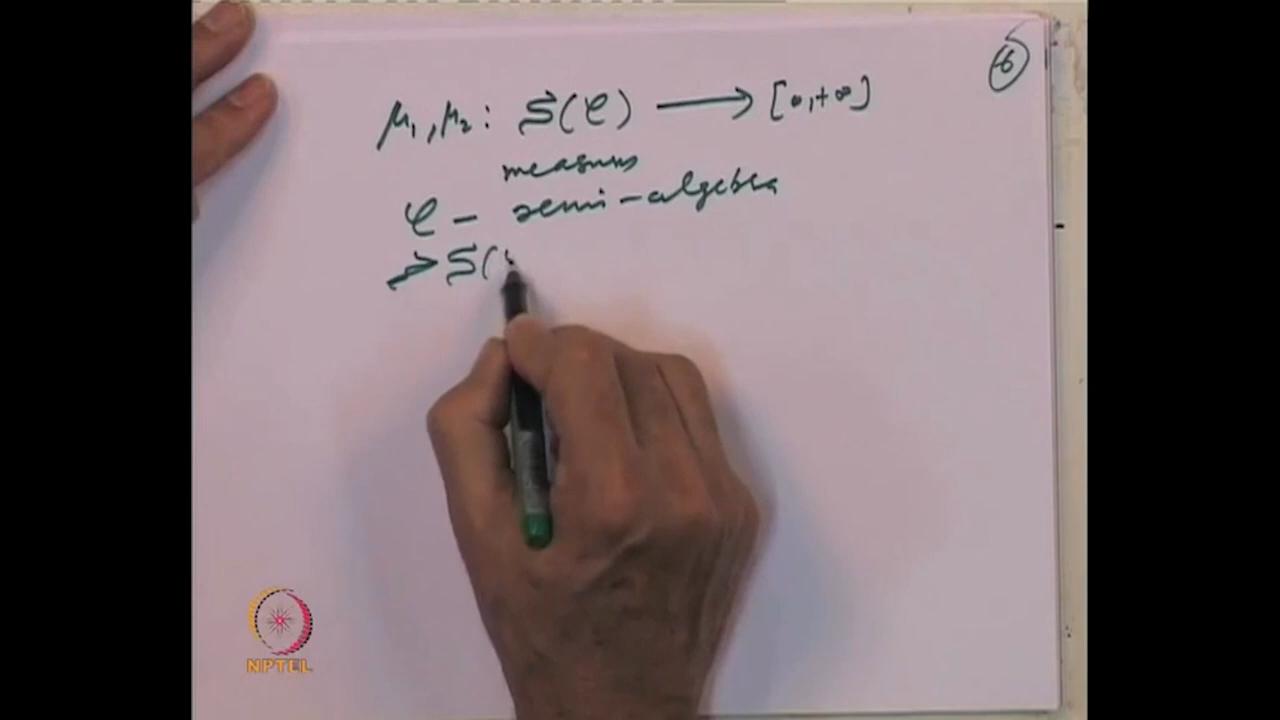 6
μ₁, μ₂ : S(𝒞) ⟶ [0, +∞]
measures
𝒞 – semi-algebra
⇒ S(
NPTEL